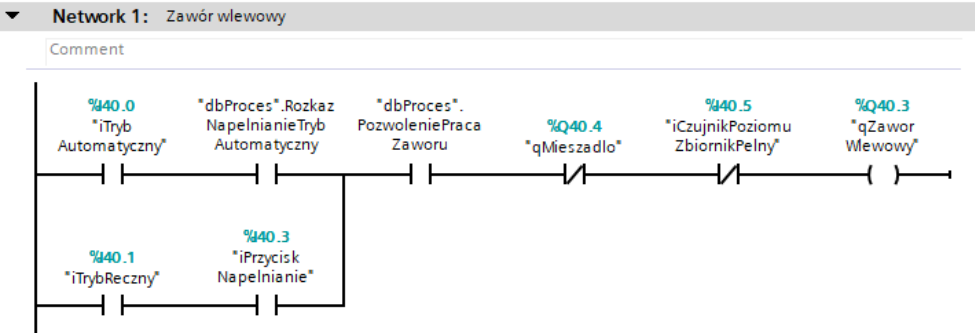 Network 1: Zawór wlewowy
Comment
%I40.0
"iTryb
Automatyczny"
"dbProces".Rozkaz
NapelnianieTryb
Automatyczny
"dbProces".
PozwoleniePraca
Zaworu
%Q40.4
"qMieszadlo"
%I40.5
"iCzujnikPoziomu
ZbiornikPelny"
%Q40.3
"qZawor
Wlewowy"
%I40.1
"iTrybReczny"
%I40.3
"iPrzycisk
Napelnianie"